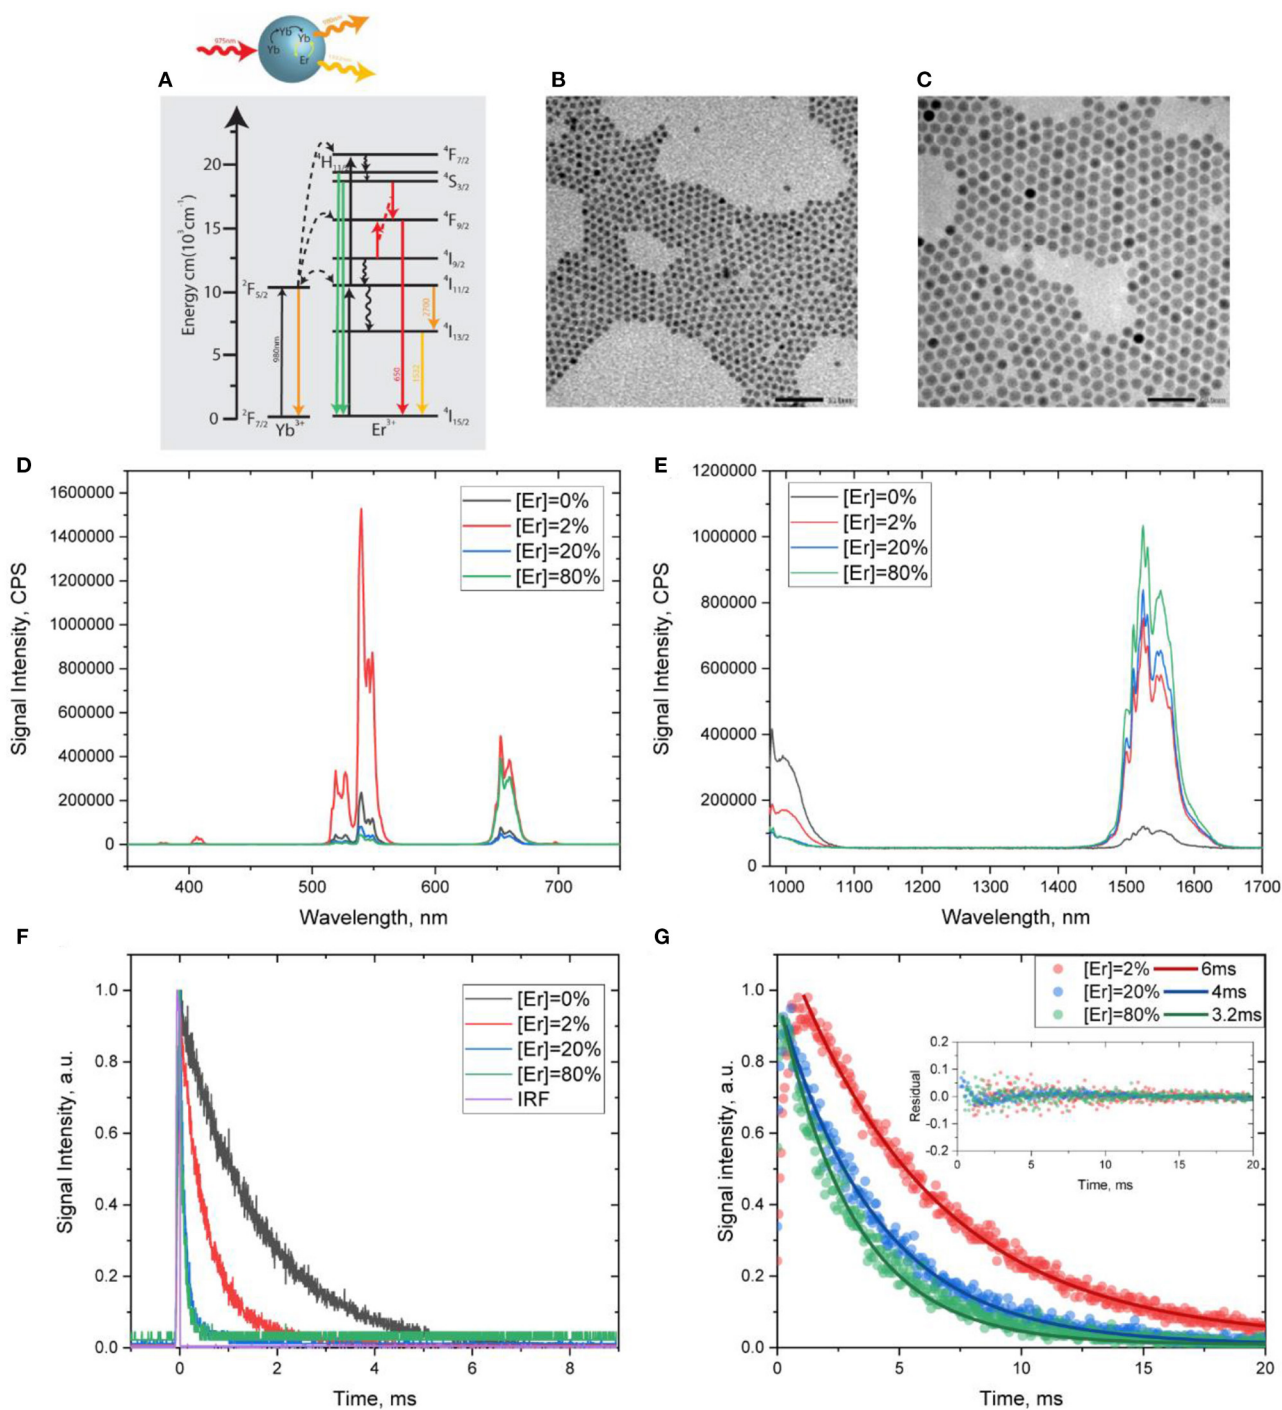 975nm
Yb
Yb
Yb
Er
A
B
C
Energy cm(10³cm⁻¹)
20
15
10
5
0
⁴F₇/₂
⁴S₃/₂
⁴F₉/₂
⁴I₉/₂
⁴I₁₁/₂
⁴I₁₃/₂
⁴I₁₅/₂
²F₅/₂
²F₇/₂
980nm
2700
650
1522
Yb³⁺
Er³⁺
D
Signal Intensity, CPS
1600000
1400000
1200000
1000000
800000
600000
400000
200000
0
[Er]=0%
[Er]=2%
[Er]=20%
[Er]=80%
400
500
600
700
Wavelength, nm
E
Signal Intensity, CPS
1200000
1000000
800000
600000
400000
200000
0
[Er]=0%
[Er]=2%
[Er]=20%
[Er]=80%
1000
1100
1200
1300
1400
1500
1600
1700
Wavelength, nm
F
Signal Intensity, a.u.
1.0
0.8
0.6
0.4
0.2
0.0
[Er]=0%
[Er]=2%
[Er]=20%
[Er]=80%
IRF
0
2
4
6
8
Time, ms
G
Signal intensity, a.u.
1.0
0.8
0.6
0.4
0.2
0.0
[Er]=2% 6ms
[Er]=20% 4ms
[Er]=80% 3.2ms
Residual
0.2
0.1
0.0
-0.1
-0.2
0
5
10
15
20
Time, ms
0
5
10
15
20
Time, ms